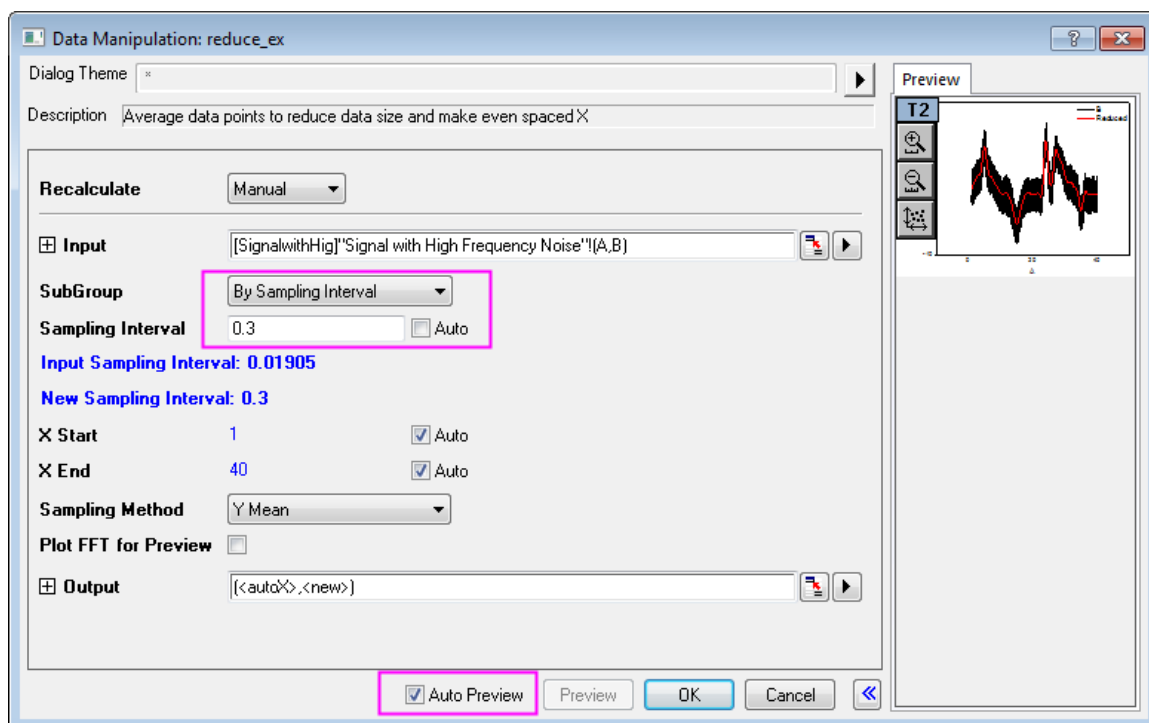 Data Manipulation: reduce_ex
Dialog Theme *
Description Average data points to reduce data size and make even spaced X
Preview
T2
B
Reduced
Recalculate Manual
Input [SignalwithHig]"Signal with High Frequency Noise"!(A,B)
SubGroup By Sampling Interval
Sampling Interval 0.3 Auto
Input Sampling Interval: 0.01905
New Sampling Interval: 0.3
X Start 1 Auto
X End 40 Auto
Sampling Method Y Mean
Plot FFT for Preview
Output (<autoX>,<new>)
Auto Preview Preview OK Cancel